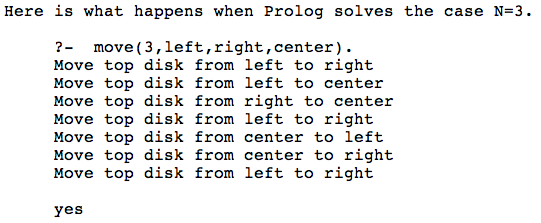 Here is what happens when Prolog solves the case N=3.
?-  move(3,left,right,center).
Move top disk from left to right
Move top disk from left to center
Move top disk from right to center
Move top disk from left to right
Move top disk from center to left
Move top disk from center to right
Move top disk from left to right
yes